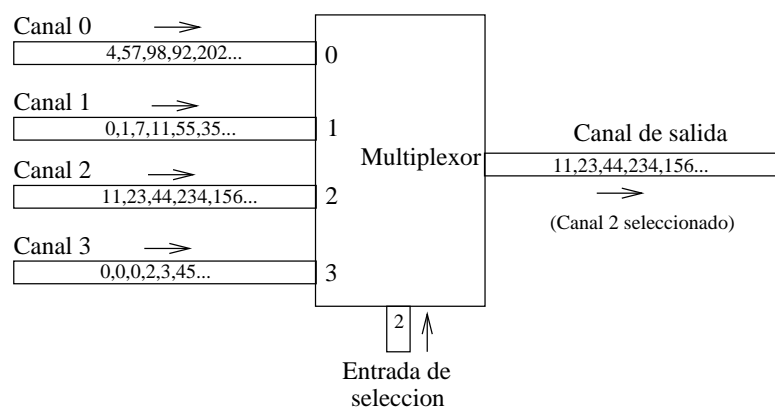 Canal 0
4,57,98,92,202...
0
Canal 1
0,1,7,11,55,35...
1
Canal 2
11,23,44,234,156...
2
Canal 3
0,0,0,2,3,45...
3
Multiplexor
Canal de salida
11,23,44,234,156...
(Canal 2 seleccionado)
2
Entrada de
seleccion